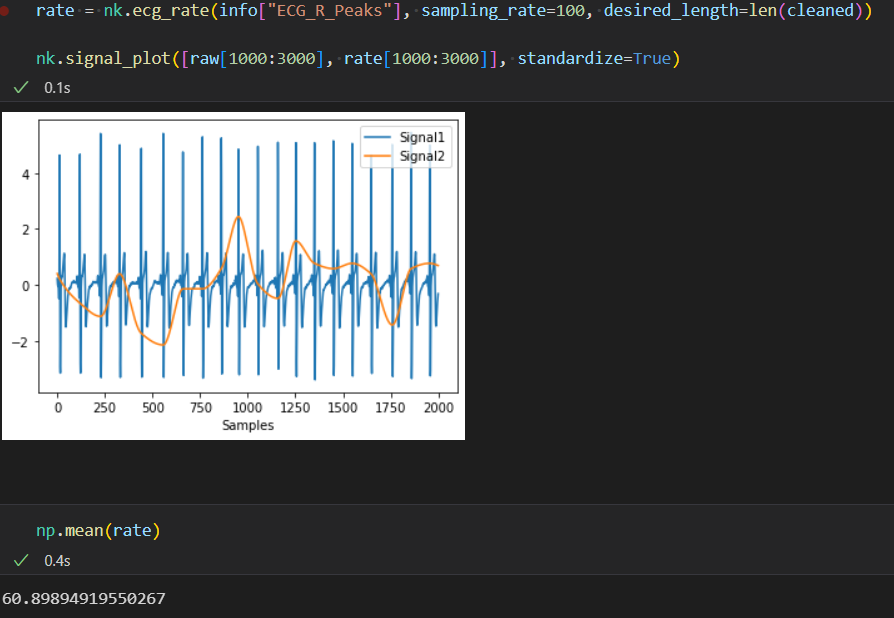 rate = nk.ecg_rate(info["ECG_R_Peaks"], sampling_rate=100, desired_length=len(cleaned))
nk.signal_plot([raw[1000:3000], rate[1000:3000]], standardize=True)
✓ 0.1s
Signal1
Signal2
4
2
0
−2
0 250 500 750 1000 1250 1500 1750 2000
Samples
np.mean(rate)
✓ 0.4s
60.89894919550267